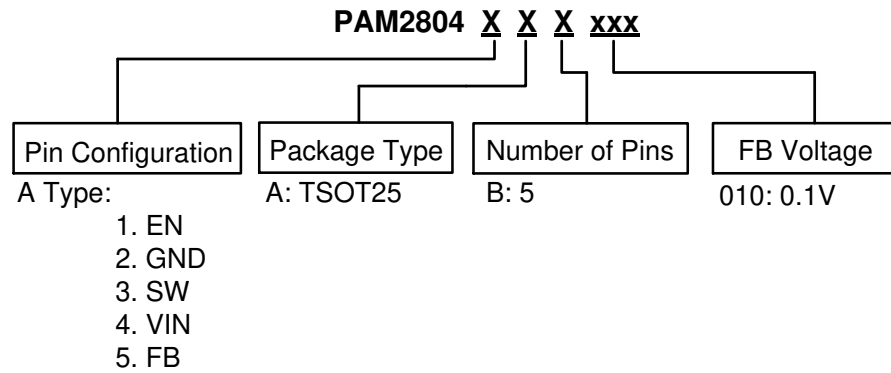 PAM2804 X X X xxx
Pin Configuration
Package Type
Number of Pins
FB Voltage
A Type:
A: TSOT25
B: 5
010: 0.1V
1. EN
2. GND
3. SW
4. VIN
5. FB